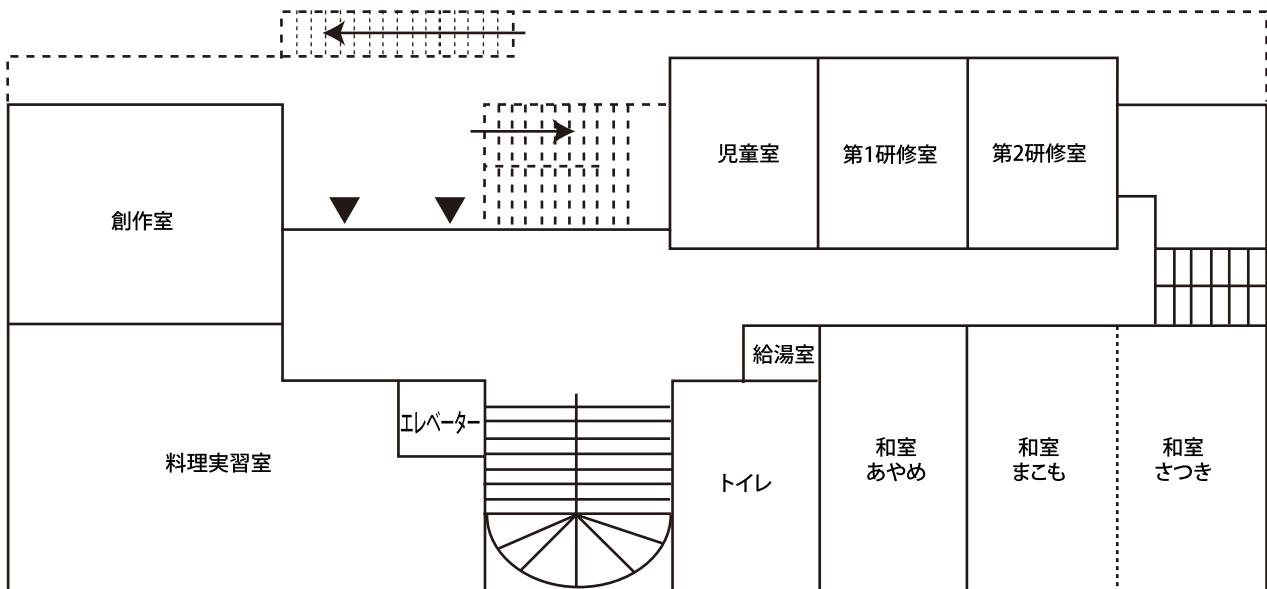 児童室
第1研修室
第2研修室
創作室
給湯室
エレベーター
料理実習室
トイレ
和室
あやめ
和室
まこも
和室
さつき